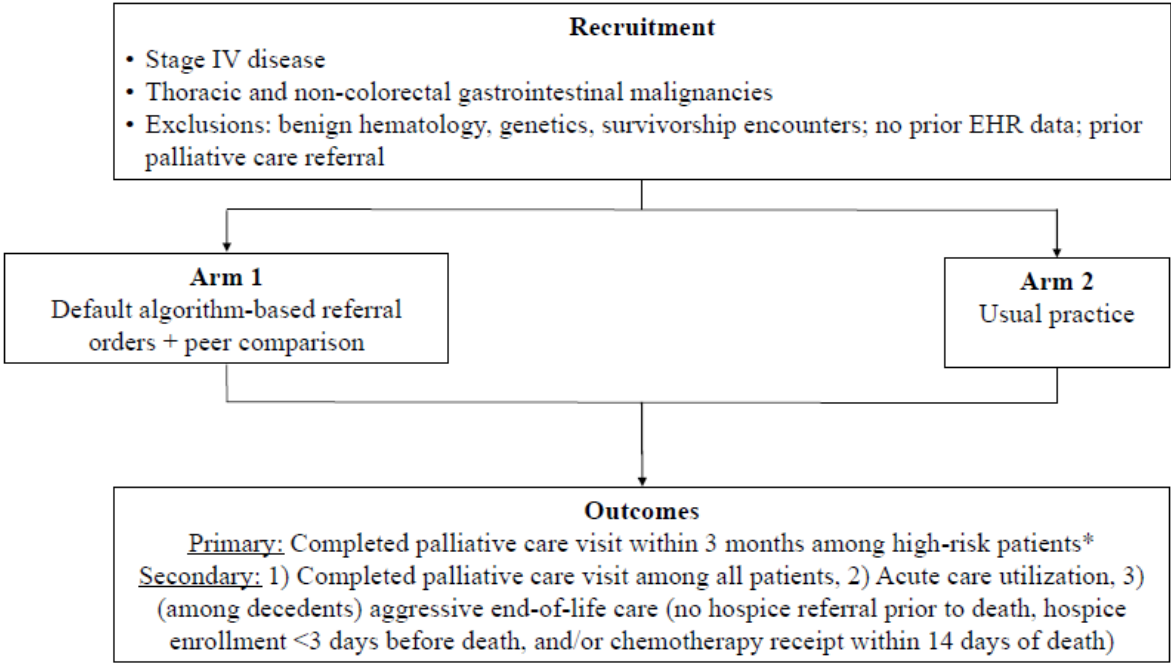 Recruitment
• Stage IV disease
• Thoracic and non-colorectal gastrointestinal malignancies
• Exclusions: benign hematology, genetics, survivorship encounters; no prior EHR data; prior
palliative care referral
Arm 1
Default algorithm-based referral
orders + peer comparison
Arm 2
Usual practice
Outcomes
Primary: Completed palliative care visit within 3 months among high-risk patients*
Secondary: 1) Completed palliative care visit among all patients, 2) Acute care utilization, 3)
(among decedents) aggressive end-of-life care (no hospice referral prior to death, hospice
enrollment <3 days before death, and/or chemotherapy receipt within 14 days of death)